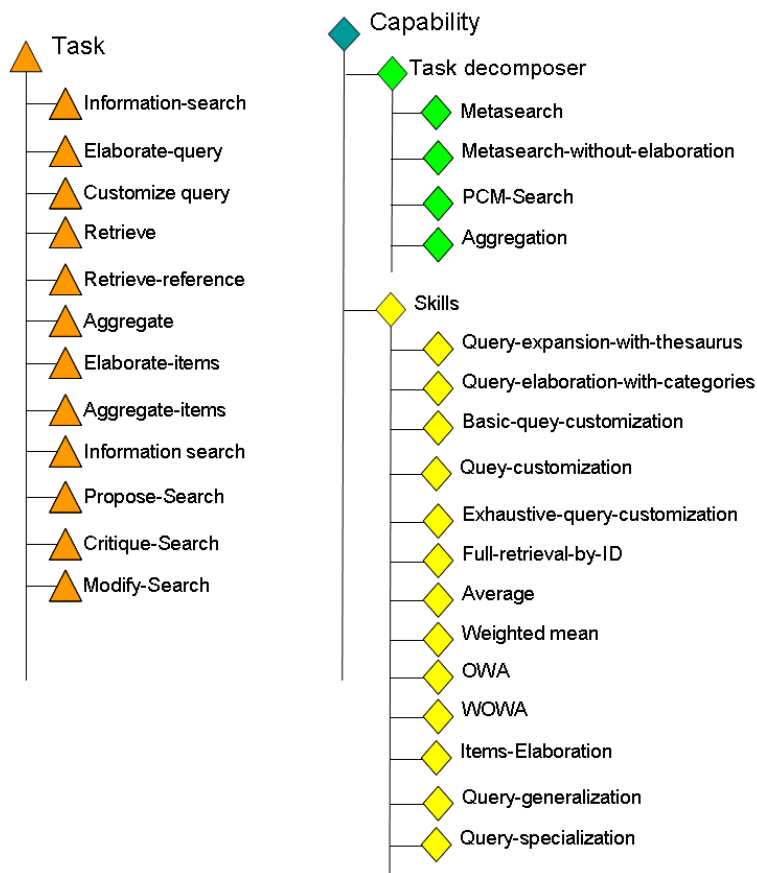 Task
Information-search
Elaborate-query
Customize query
Retrieve
Retrieve-reference
Aggregate
Elaborate-items
Aggregate-items
Information search
Propose-Search
Critique-Search
Modify-Search
Capability
Task decomposer
Metasearch
Metasearch-without-elaboration
PCM-Search
Aggregation
Skills
Query-expansion-with-thesaurus
Query-elaboration-with-categories
Basic-quey-customization
Quey-customization
Exhaustive-query-customization
Full-retrieval-by-ID
Average
Weighted mean
OWA
WOWA
Items-Elaboration
Query-generalization
Query-specialization